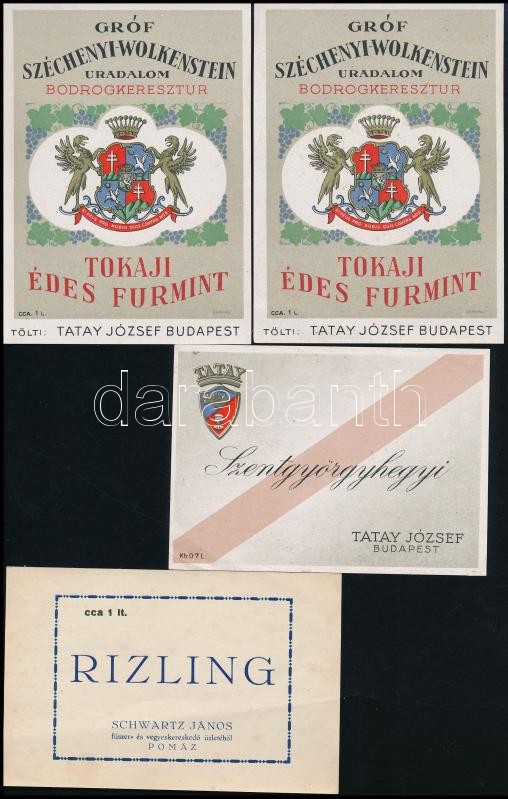 GRÓF
SZÉCHENYI-WOLKENSTEIN
URADALOM
BODROGKERESZTUR
TOKAJI
ÉDES FURMINT
CCA. 1 L.
TÖLTI: TATAY JÓZSEF BUDAPEST
GRÓF
SZÉCHENYI-WOLKENSTEIN
URADALOM
BODROGKERESZTUR
TOKAJI
ÉDES FURMINT
CCA. 1 L.
TÖLTI: TATAY JÓZSEF BUDAPEST
darabanth
TATAY
Szentgyörgyhegyi
TATAY JÓZSEF
BUDAPEST
Kb. 0.7 L.
cca 1 lt.
RIZLING
SCHWARTZ JÁNOS
fűszer- és vegyeskereskedő üzletéből
POMÁZ